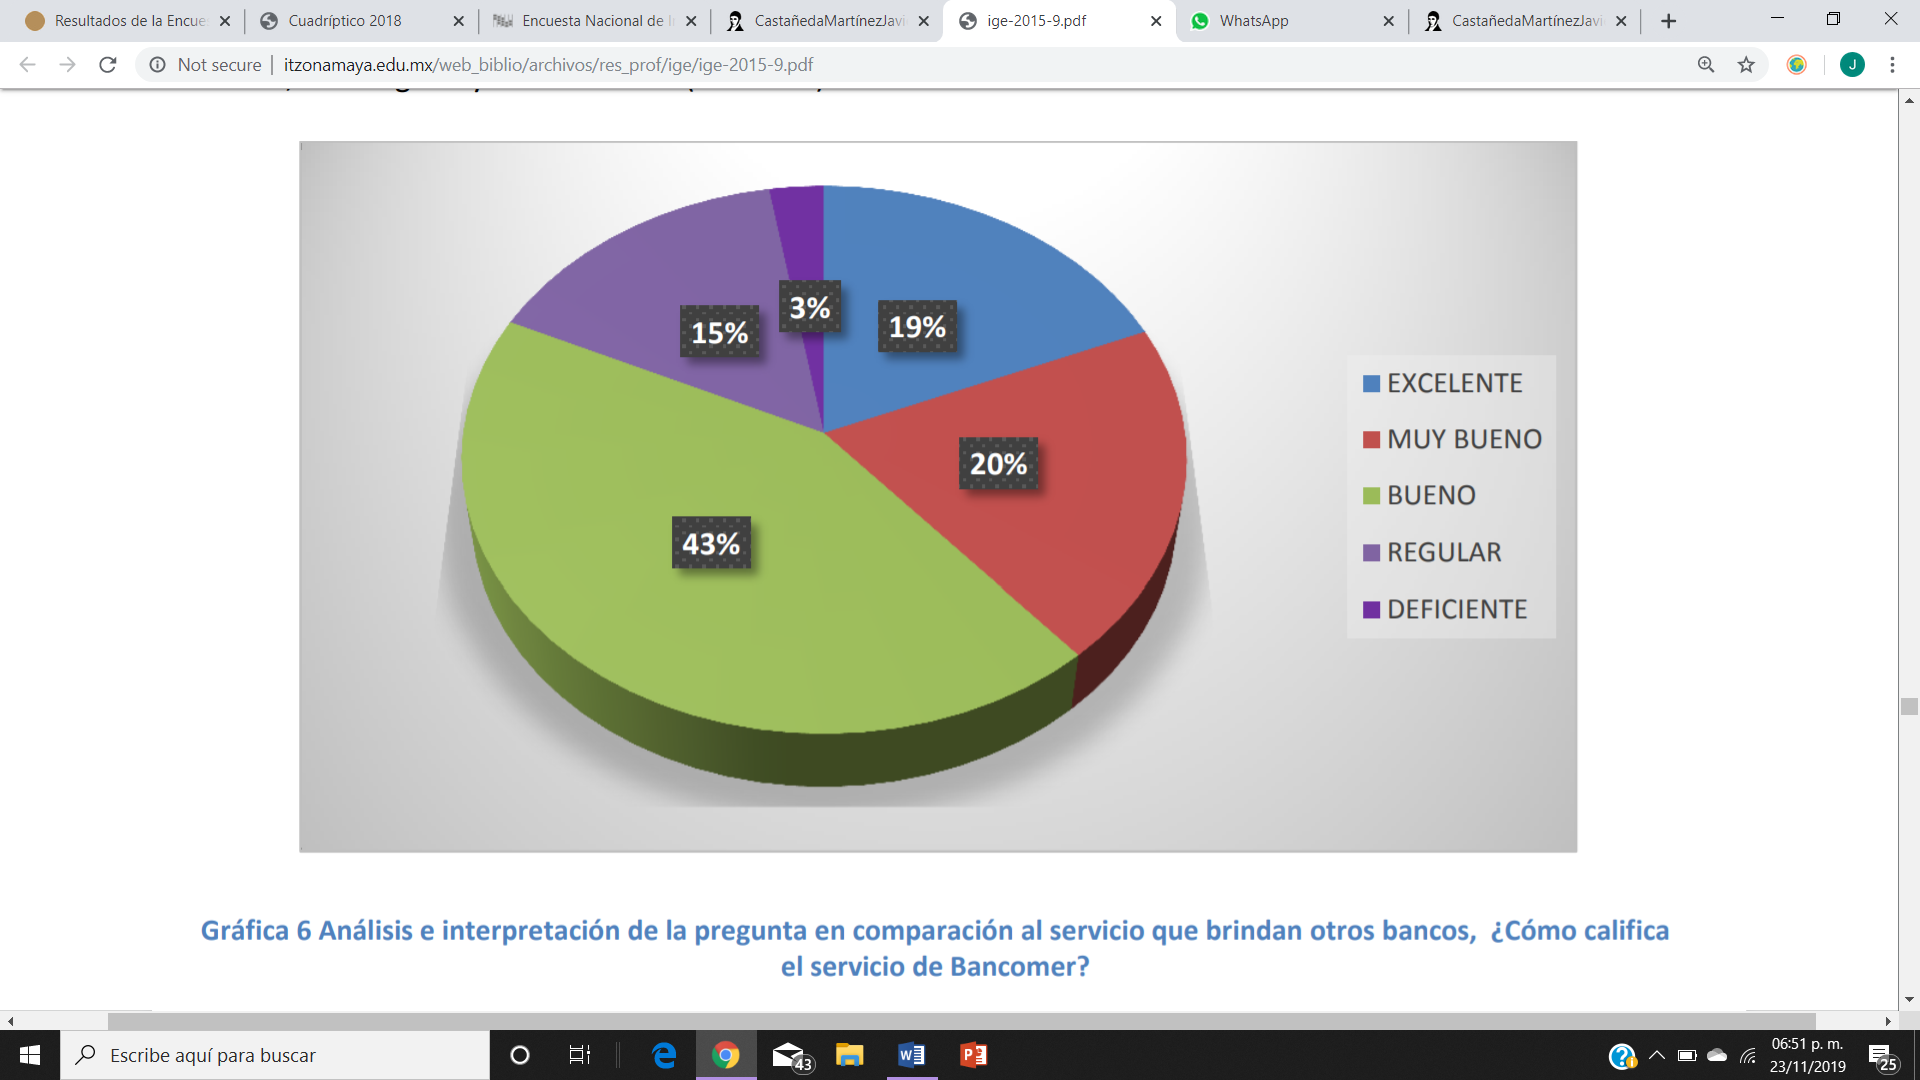 Resultados de la Encue
Cuadríptico 2018
Encuesta Nacional de I
CastañedaMartínezJavi
ige-2015-9.pdf
WhatsApp
CastañedaMartínezJavi
Not secure
itzonamaya.edu.mx/web_biblio/archivos/res_prof/ige/ige-2015-9.pdf
J
3%
19%
15%
20%
43%
EXCELENTE
MUY BUENO
BUENO
REGULAR
DEFICIENTE
Gráfica 6 Análisis e interpretación de la pregunta en comparación al servicio que brindan otros bancos, ¿Cómo califica
el servicio de Bancomer?
Escribe aquí para buscar
43
06:51 p. m.
23/11/2019
25